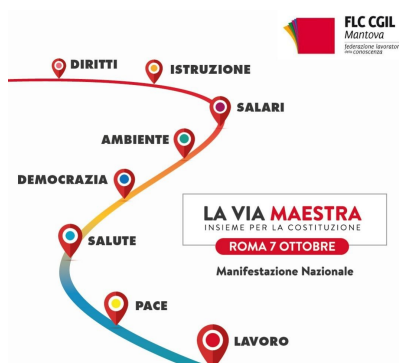 FLC CGIL
Mantova
federazione lavoratori
della conoscenza
DIRITTI
ISTRUZIONE
SALARI
AMBIENTE
DEMOCRAZIA
LA VIA MAESTRA
INSIEME PER LA COSTITUZIONE
ROMA 7 OTTOBRE
Manifestazione Nazionale
SALUTE
PACE
LAVORO